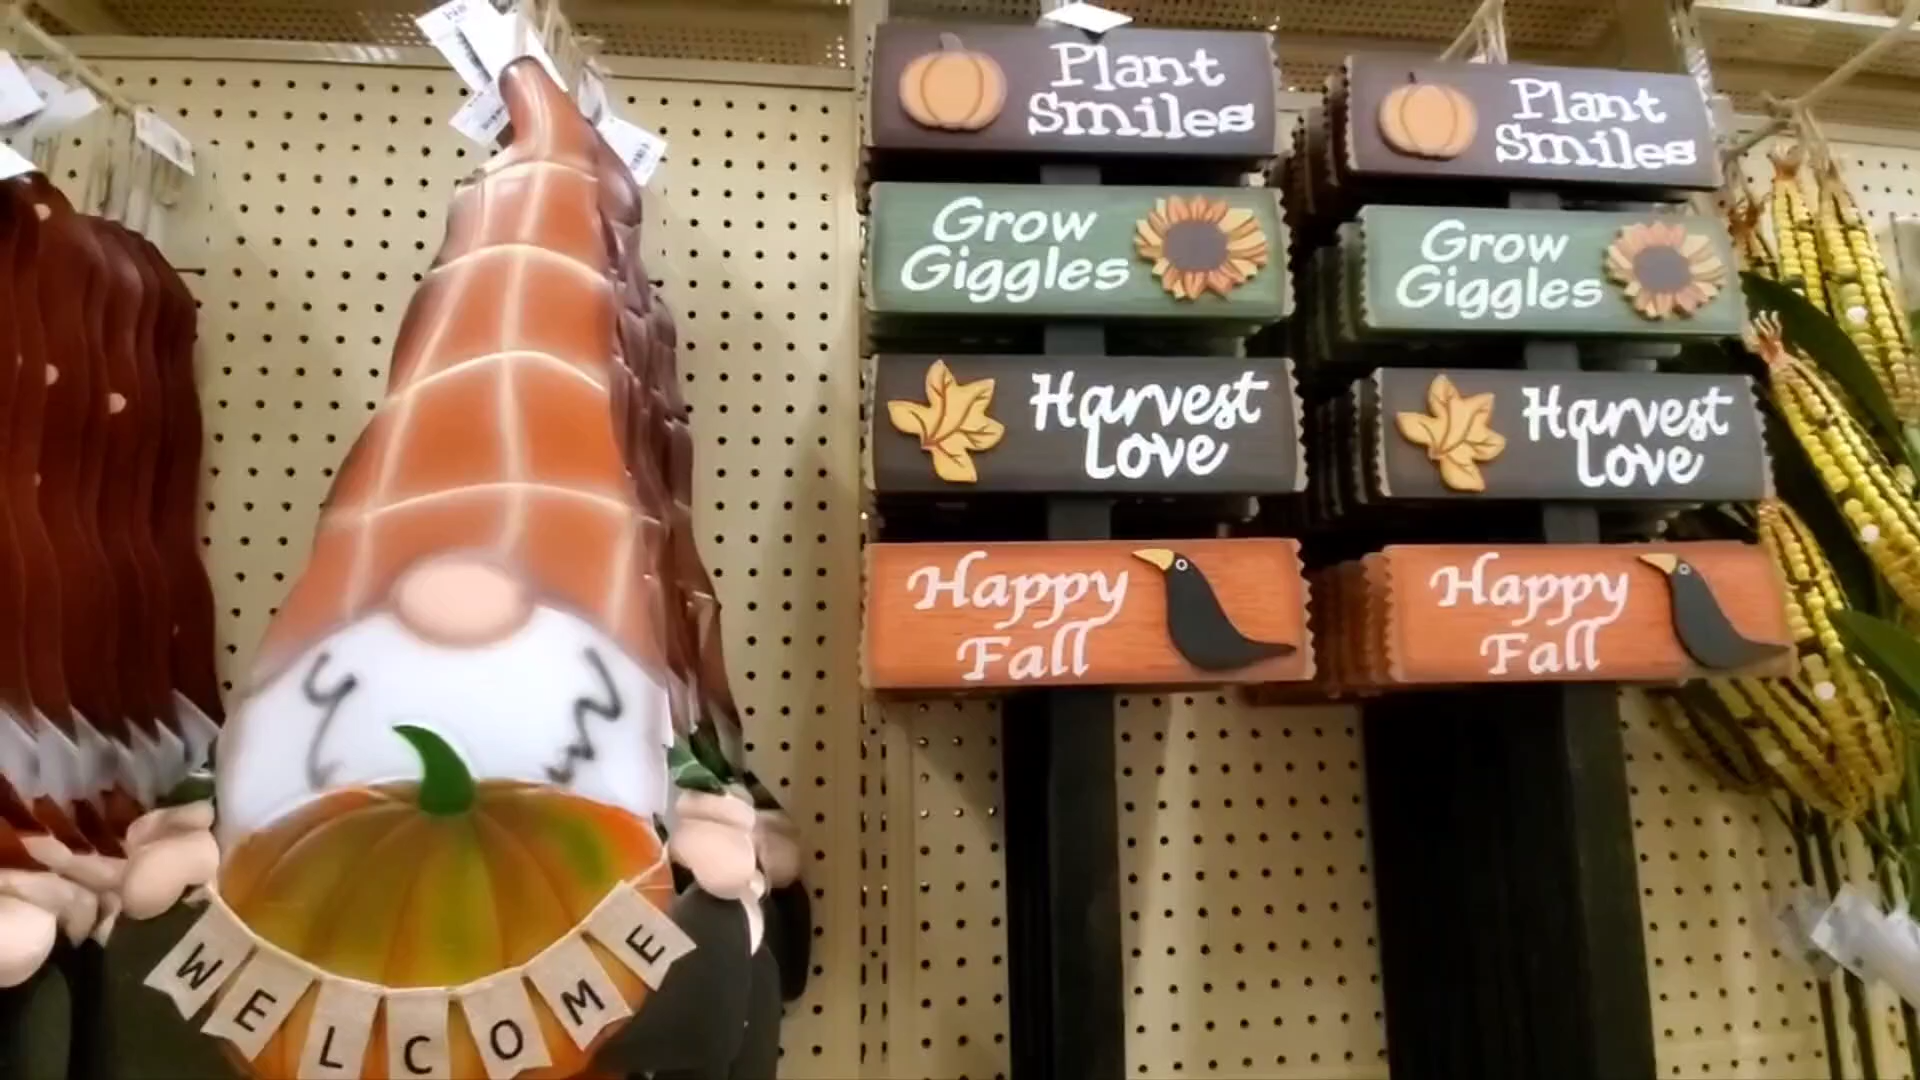 Plant
Smiles
Grow
Giggles
Harvest
Love
Happy
Fall
Plant
Smiles
Grow
Giggles
Harvest
Love
Happy
Fall
WELCOME